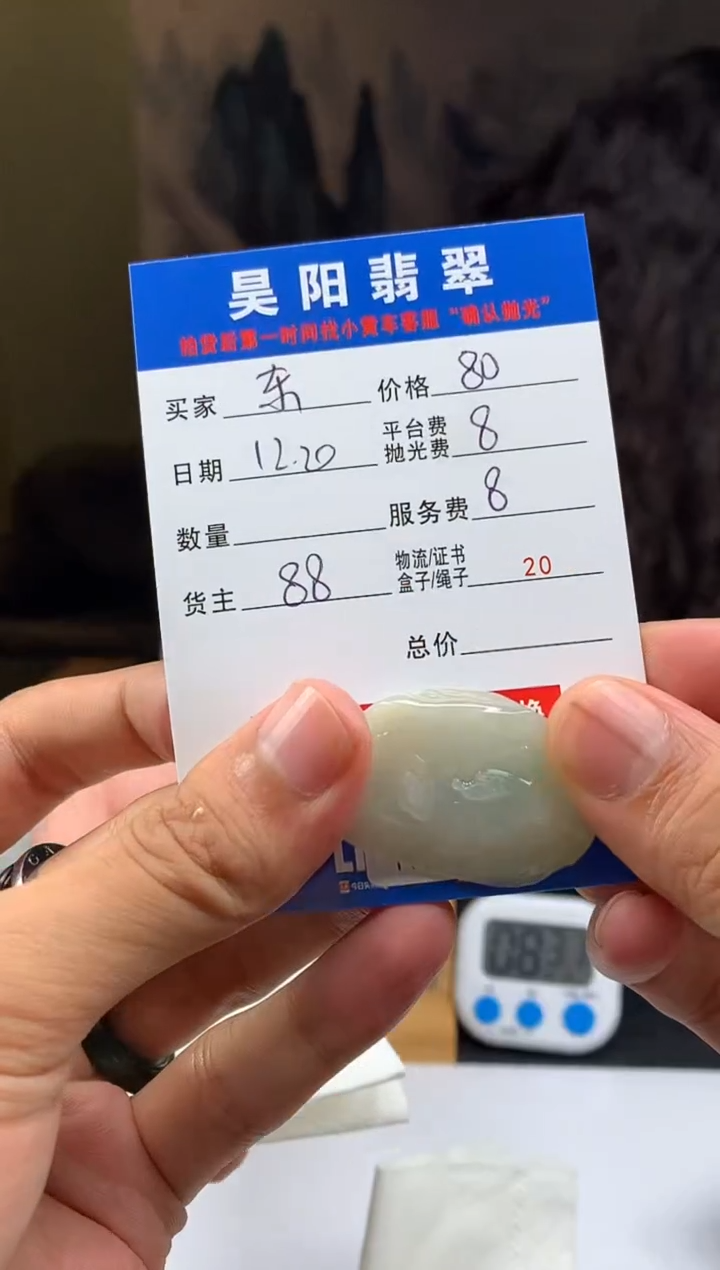 昊阳翡翠
拍货后第一时间找小黄车客服“确认抛光”
买家 东 价格 80
日期 12.20 平台费 抛光费 8
数量 服务费 8
货主 88 物流/证书 盒子/绳子 20
总价